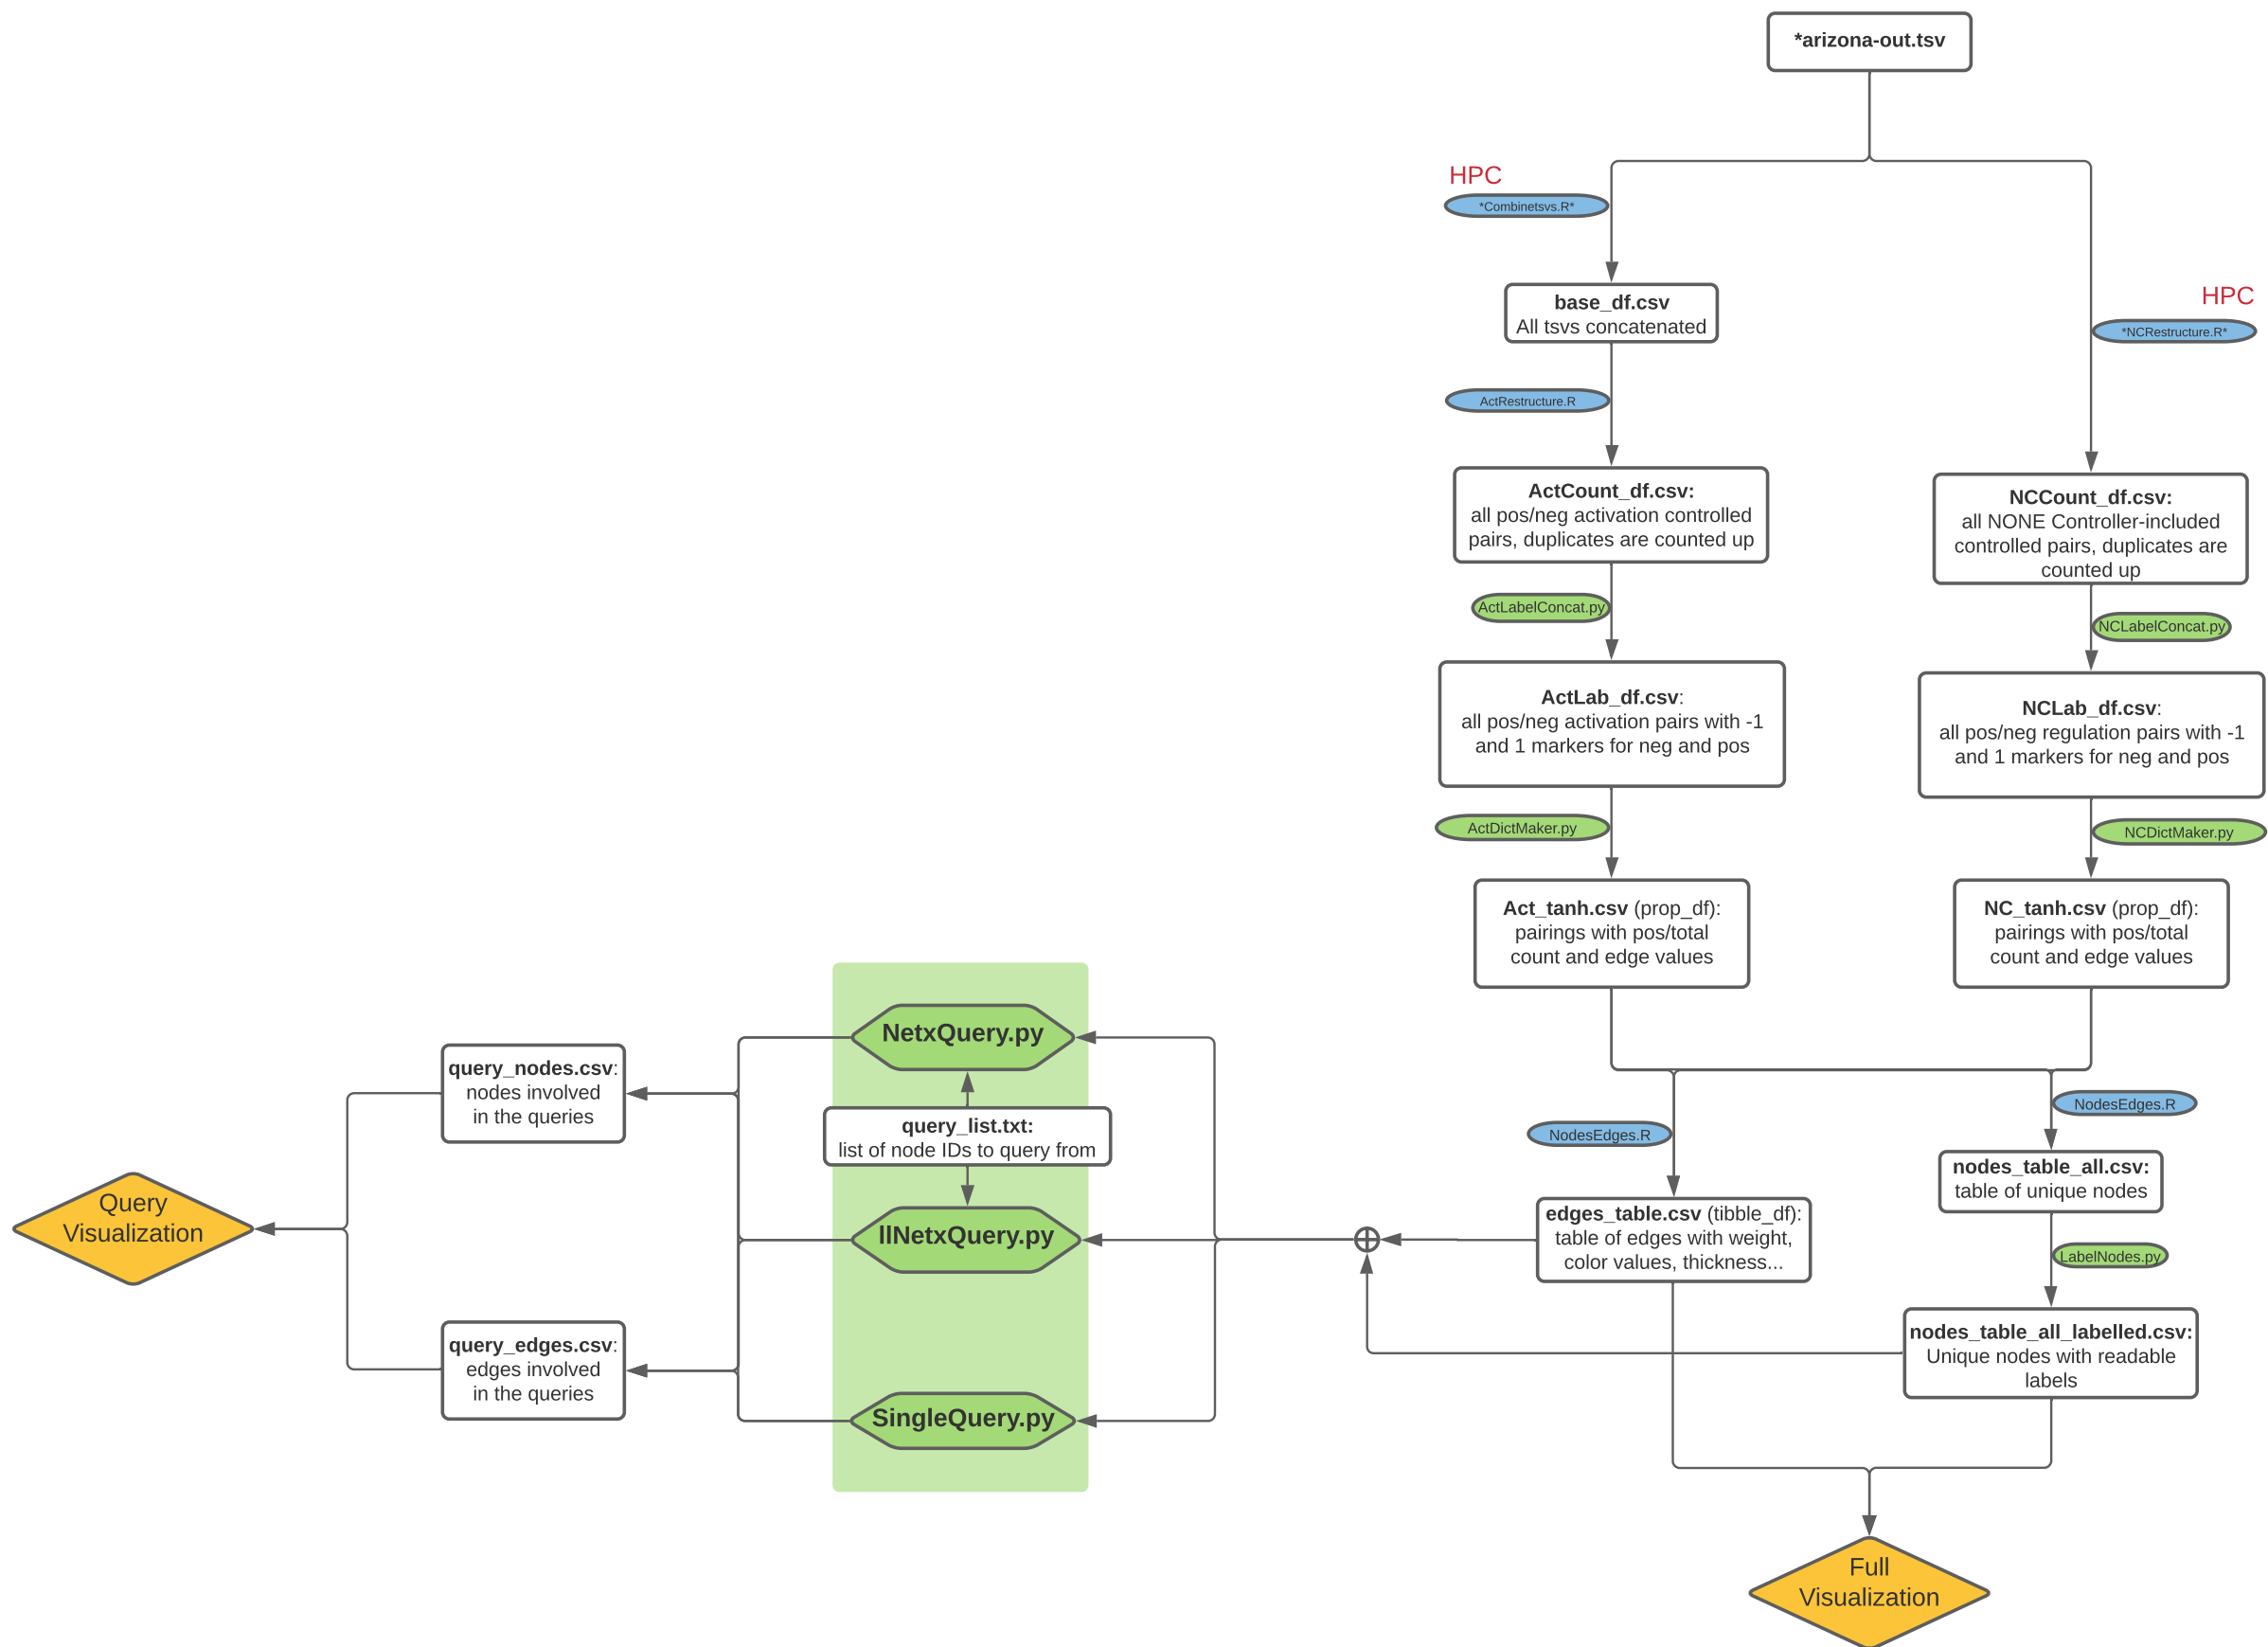 *arizona-out.tsv
HPC
*Combinetsvs.R*
base_df.csv
All tsvs concatenated
HPC
*NCRestructure.R*
ActRestructure.R
ActCount_df.csv:
all pos/neg activation controlled
pairs, duplicates are counted up
NCCount_df.csv:
all NONE Controller-included
controlled pairs, duplicates are
counted up
ActLabelConcat.py
NCLabelConcat.py
ActLab_df.csv:
all pos/neg activation pairs with -1
and 1 markers for neg and pos
NCLab_df.csv:
all pos/neg regulation pairs with -1
and 1 markers for neg and pos
ActDictMaker.py
NCDictMaker.py
Act_tanh.csv (prop_df):
pairings with pos/total
count and edge values
NC_tanh.csv (prop_df):
pairings with pos/total
count and edge values
NodesEdges.R
NodesEdges.R
nodes_table_all.csv:
table of unique nodes
edges_table.csv (tibble_df):
table of edges with weight,
color values, thickness...
LabelNodes.py
nodes_table_all_labelled.csv:
Unique nodes with readable
labels
NetxQuery.py
query_list.txt:
list of node IDs to query from
llNetxQuery.py
SingleQuery.py
query_nodes.csv:
nodes involved
in the queries
query_edges.csv:
edges involved
in the queries
Query
Visualization
Full
Visualization